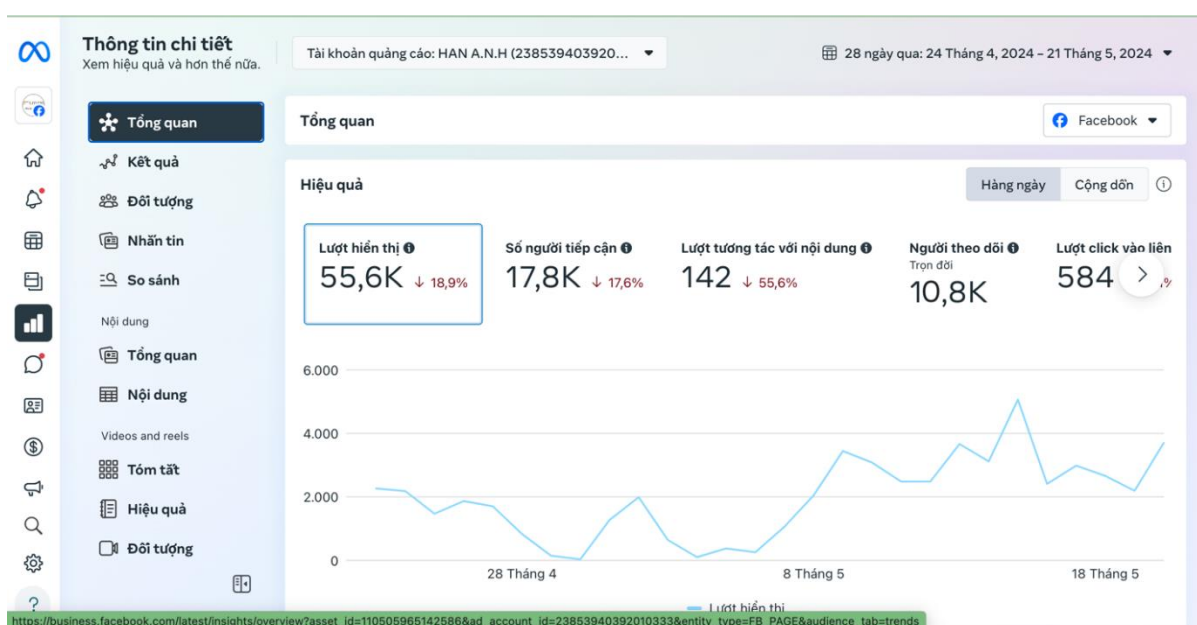 Thông tin chi tiết
Xem hiệu quả và hơn thế nữa.
Tài khoản quảng cáo: HAN A.N.H (238539403920...
28 ngày qua: 24 Tháng 4, 2024 – 21 Tháng 5, 2024
Tổng quan
Kết quả
Đối tượng
Nhắn tin
So sánh
Nội dung
Tổng quan
Nội dung
Videos and reels
Tóm tắt
Hiệu quả
Đối tượng
Tổng quan
Facebook
Hiệu quả
Hàng ngày
Cộng dồn
Lượt hiển thị
55,6K ↓ 18,9%
Số người tiếp cận
17,8K ↓ 17,6%
Lượt tương tác với nội dung
142 ↓ 55,6%
Người theo dõi
Trọn đời
10,8K
Lượt click vào liên
584
6.000
4.000
2.000
0
28 Tháng 4
8 Tháng 5
18 Tháng 5
Lượt hiển thị
https://business.facebook.com/latest/insights/overview?asset_id=110505965142586&ad_account_id=23853940392010333&entity_type=FB_PAGE&audience_tab=trends